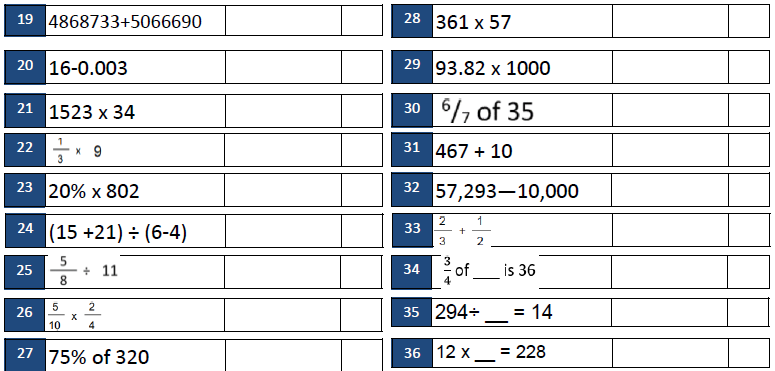 19 4868733+5066690
20 16-0.003
21 1523 x 34
22 1/3 x 9
23 20% x 802
24 (15 +21) ÷ (6-4)
25 5/8 ÷ 11
26 5/10 x 2/4
27 75% of 320
28 361 x 57
29 93.82 x 1000
30 6/7 of 35
31 467 + 10
32 57,293—10,000
33 2/3 + 1/2
34 3/4 of ___ is 36
35 294÷ __ = 14
36 12 x __ = 228